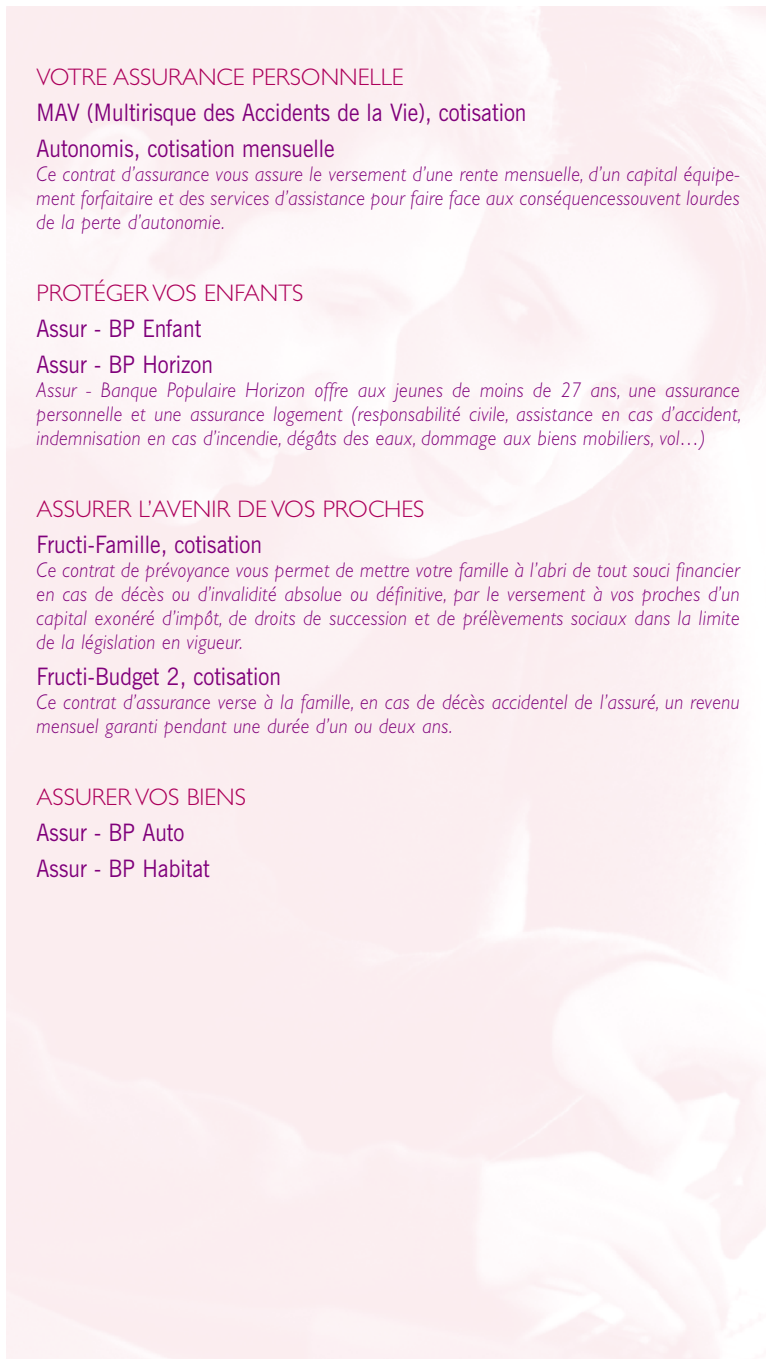 VOTRE ASSURANCE PERSONNELLE
MAV (Multirisque des Accidents de la Vie), cotisation
Autonomis, cotisation mensuelle
Ce contrat d’assurance vous assure le versement d’une rente mensuelle, d’un capital équipe-
ment forfaitaire et des services d’assistance pour faire face aux conséquencessouvent lourdes
de la perte d’autonomie.
PROTÉGER VOS ENFANTS
Assur - BP Enfant
Assur - BP Horizon
Assur - Banque Populaire Horizon offre aux jeunes de moins de 27 ans, une assurance
personnelle et une assurance logement (responsabilité civile, assistance en cas d’accident,
indemnisation en cas d’incendie, dégâts des eaux, dommage aux biens mobiliers, vol…)
ASSURER L’AVENIR DE VOS PROCHES
Fructi-Famille, cotisation
Ce contrat de prévoyance vous permet de mettre votre famille à l’abri de tout souci financier
en cas de décès ou d’invalidité absolue ou définitive, par le versement à vos proches d’un
capital exonéré d’impôt, de droits de succession et de prélèvements sociaux dans la limite
de la législation en vigueur.
Fructi-Budget 2, cotisation
Ce contrat d’assurance verse à la famille, en cas de décès accidentel de l’assuré, un revenu
mensuel garanti pendant une durée d’un ou deux ans.
ASSURER VOS BIENS
Assur - BP Auto
Assur - BP Habitat